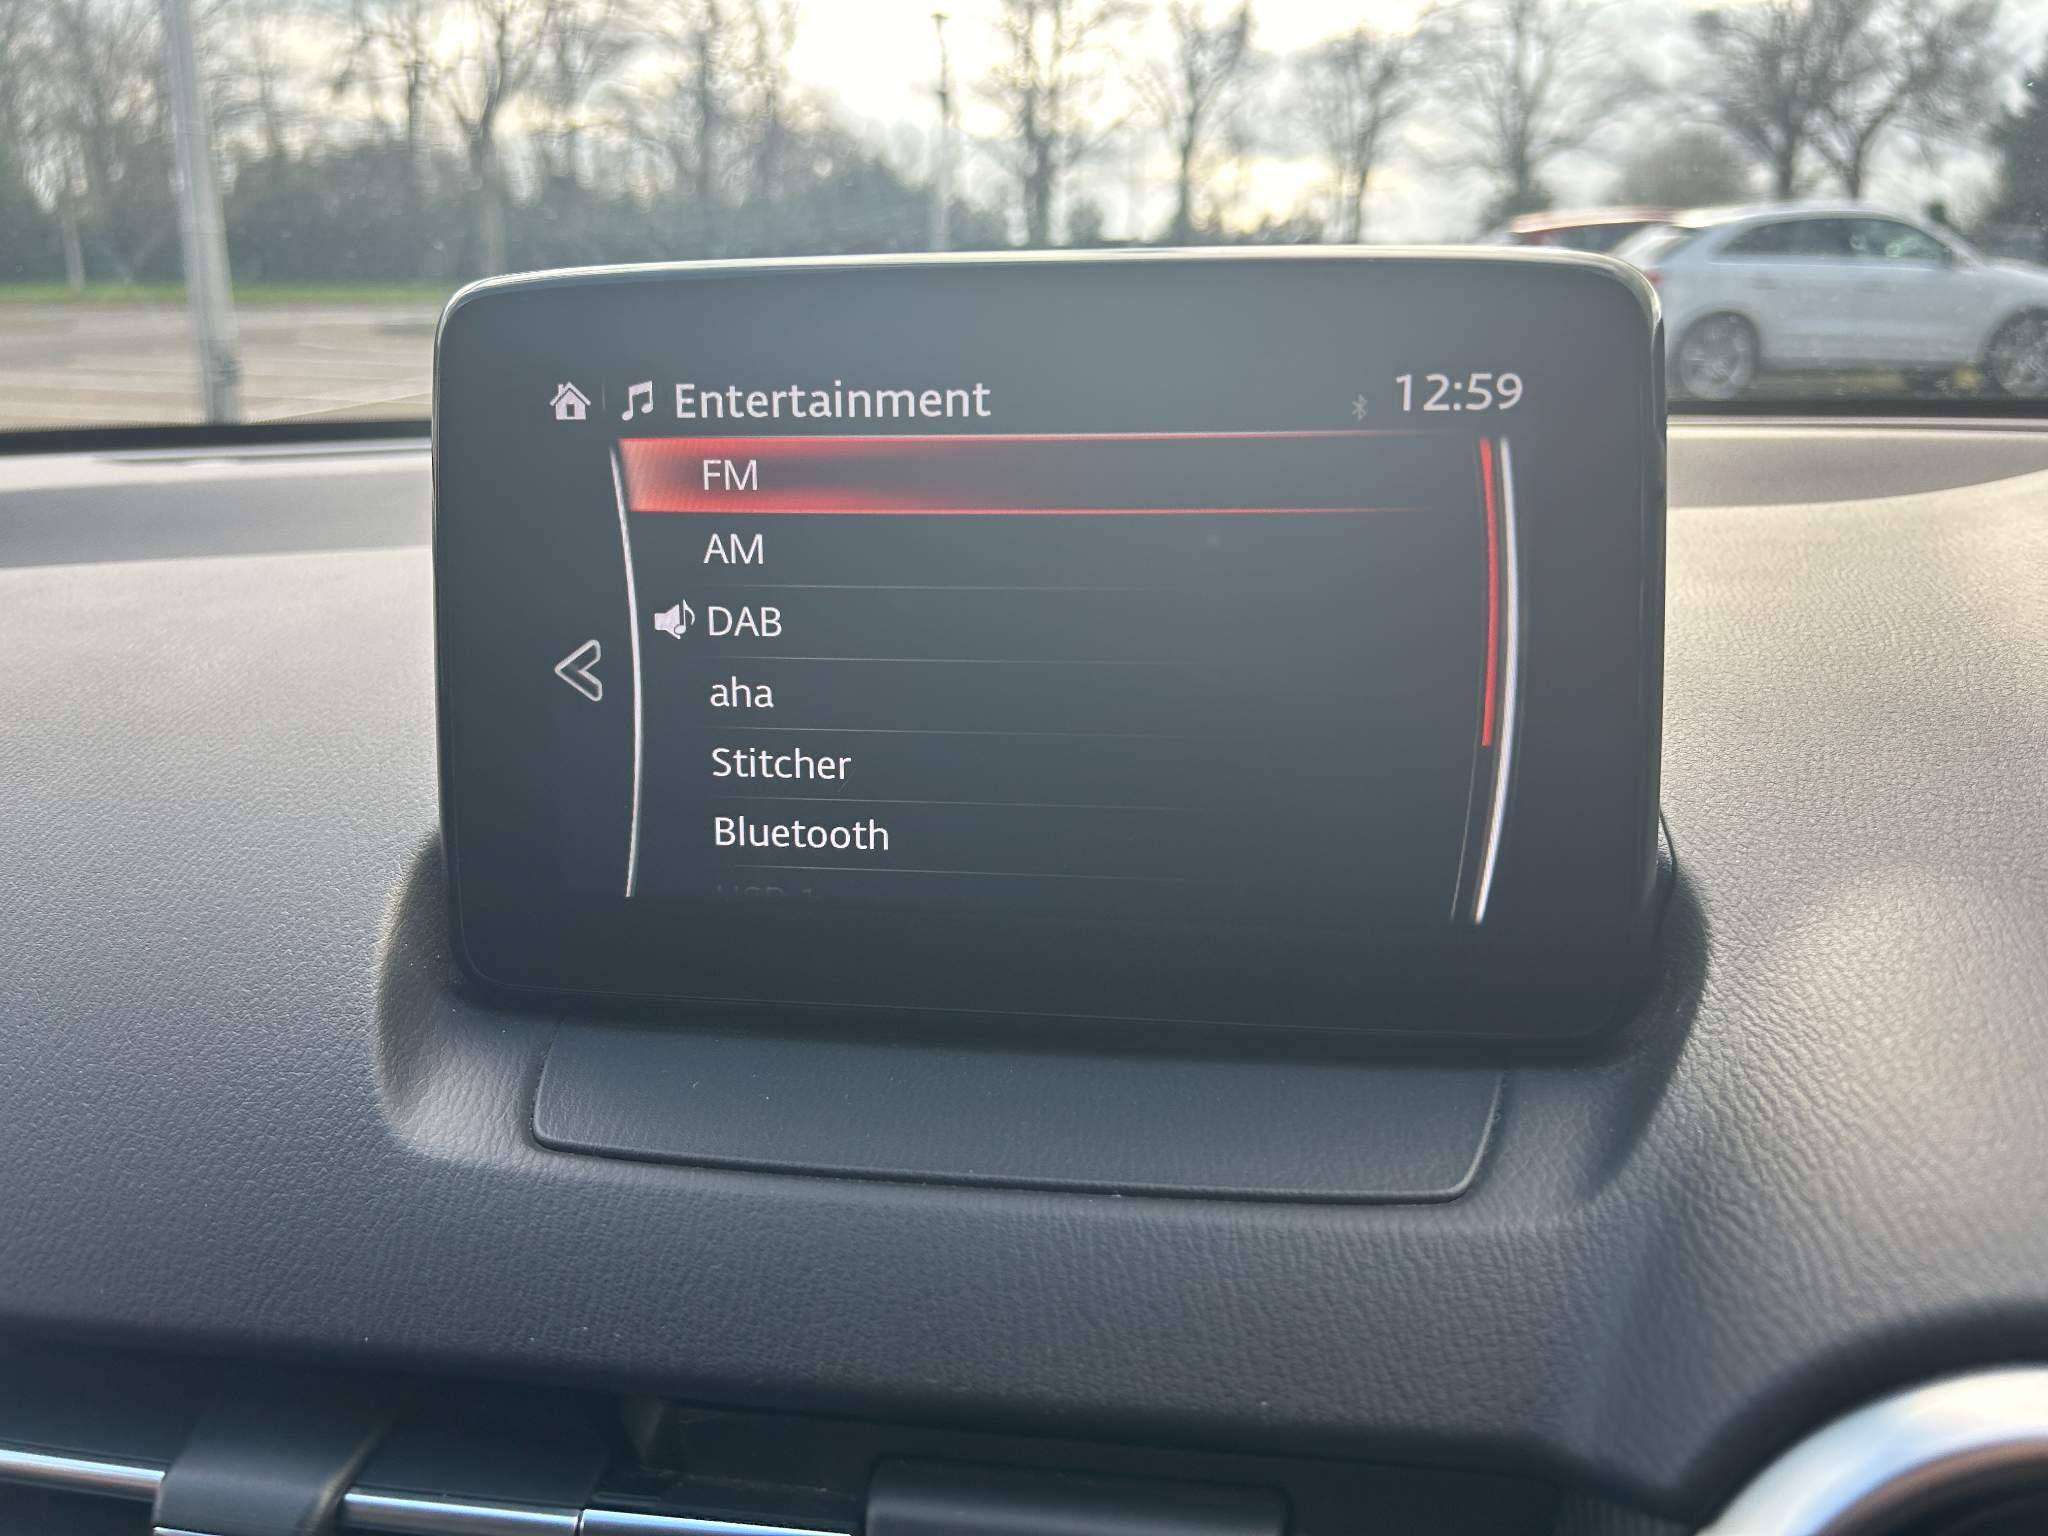 Entertainment 12:59
FM
AM
DAB
aha
Stitcher
Bluetooth